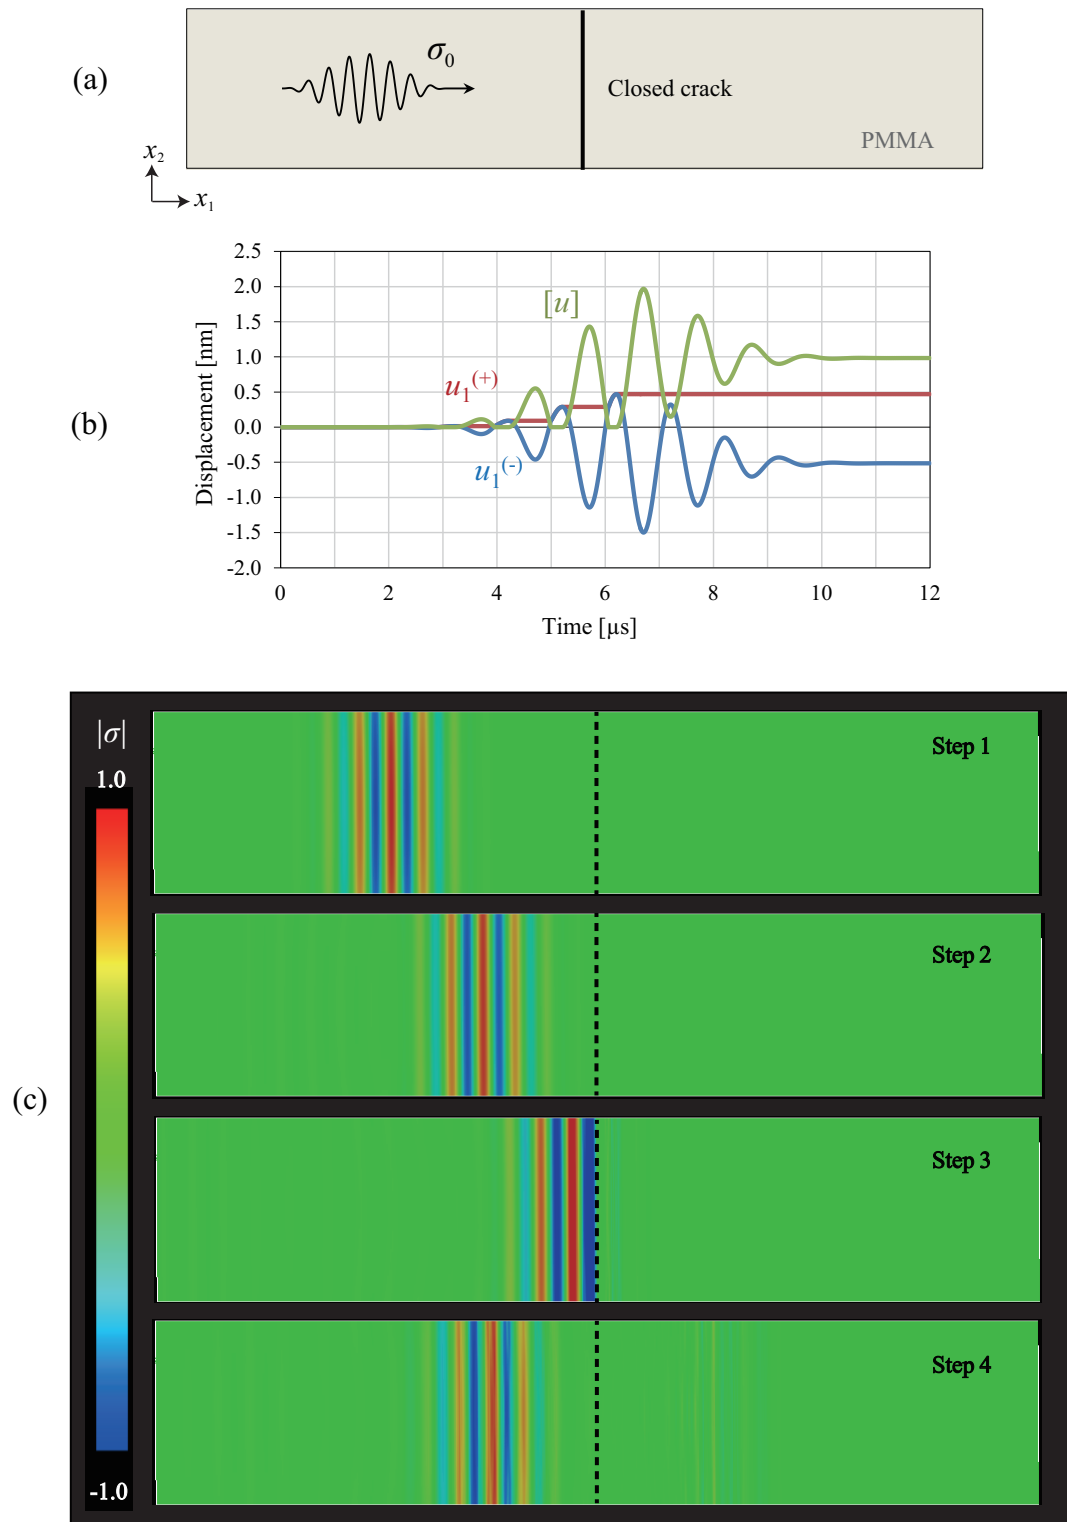 (a)
σ₀
Closed crack
PMMA
x₂
x₁
(b)
Displacement [nm]
2.5
2.0
1.5
1.0
0.5
0.0
-0.5
-1.0
-1.5
-2.0
[u]
u₁⁽⁺⁾
u₁⁽⁻⁾
0 2 4 6 8 10 12
Time [µs]
(c)
|σ|
1.0
-1.0
Step 1
Step 2
Step 3
Step 4